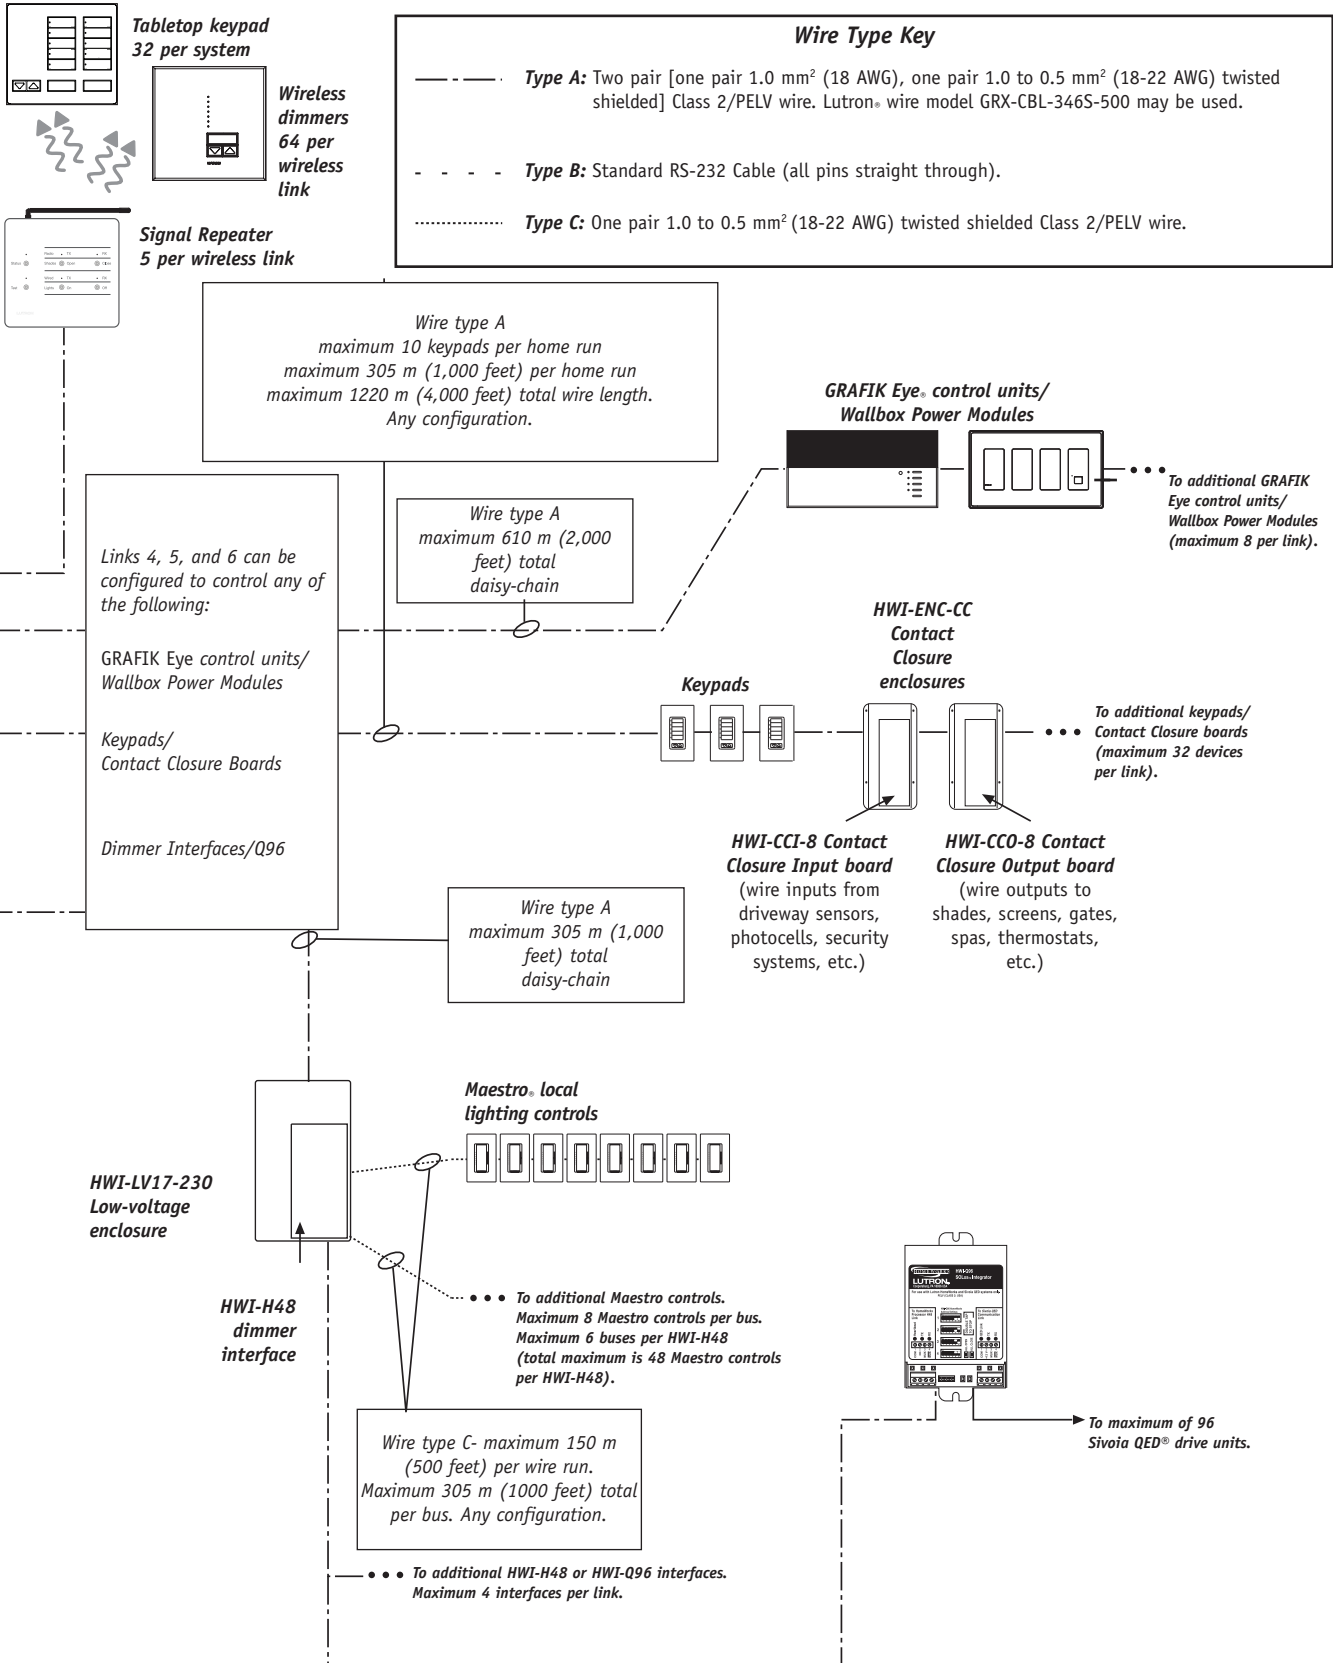 Tabletop keypad
32 per system
Wireless
dimmers
64 per
wireless
link
Signal Repeater
5 per wireless link
Wire Type Key
Type A: Two pair [one pair 1.0 mm² (18 AWG), one pair 1.0 to 0.5 mm² (18-22 AWG) twisted
shielded] Class 2/PELV wire. Lutron® wire model GRX-CBL-346S-500 may be used.
Type B: Standard RS-232 Cable (all pins straight through).
Type C: One pair 1.0 to 0.5 mm² (18-22 AWG) twisted shielded Class 2/PELV wire.
Wire type A
maximum 10 keypads per home run
maximum 305 m (1,000 feet) per home run
maximum 1220 m (4,000 feet) total wire length.
Any configuration.
GRAFIK Eye® control units/
Wallbox Power Modules
To additional GRAFIK
Eye control units/
Wallbox Power Modules
(maximum 8 per link).
Wire type A
maximum 610 m (2,000
feet) total
daisy-chain
Links 4, 5, and 6 can be
configured to control any of
the following:
GRAFIK Eye control units/
Wallbox Power Modules
Keypads/
Contact Closure Boards
Dimmer Interfaces/Q96
HWI-ENC-CC
Contact
Closure
enclosures
Keypads
To additional keypads/
Contact Closure boards
(maximum 32 devices
per link).
HWI-CCI-8 Contact
Closure Input board
(wire inputs from
driveway sensors,
photocells, security
systems, etc.)
HWI-CCO-8 Contact
Closure Output board
(wire outputs to
shades, screens, gates,
spas, thermostats,
etc.)
Wire type A
maximum 305 m (1,000
feet) total
daisy-chain
Maestro® local
lighting controls
HWI-LV17-230
Low-voltage
enclosure
HWI-H48
dimmer
interface
To additional Maestro controls.
Maximum 8 Maestro controls per bus.
Maximum 6 buses per HWI-H48
(total maximum is 48 Maestro controls
per HWI-H48).
HWI-Q96
LUTRON
To maximum of 96
Sivoia QED® drive units.
Wire type C- maximum 150 m
(500 feet) per wire run.
Maximum 305 m (1000 feet) total
per bus. Any configuration.
To additional HWI-H48 or HWI-Q96 interfaces.
Maximum 4 interfaces per link.